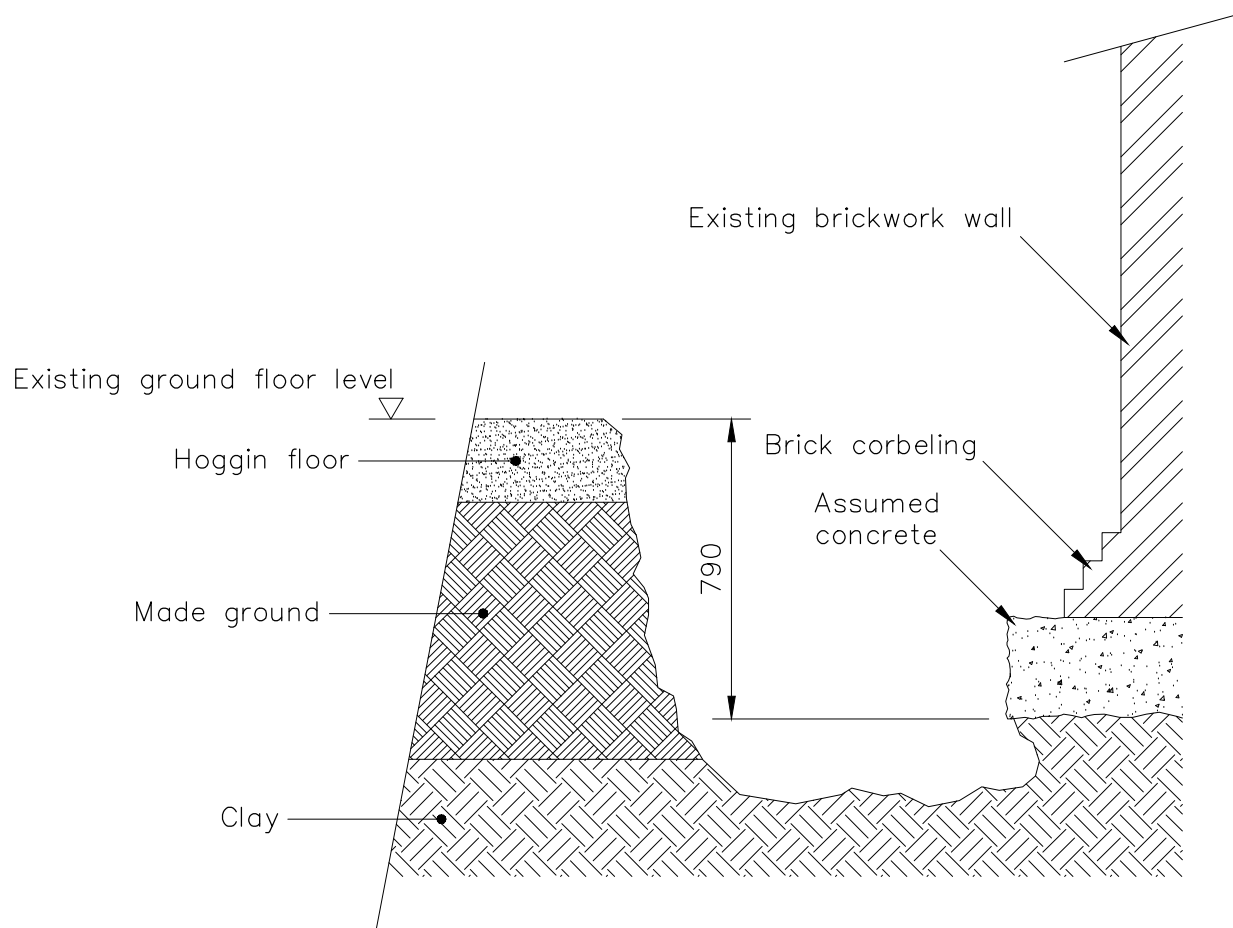 Existing brickwork wall
Existing ground floor level
Hoggin floor
Brick corbeling
Assumed
concrete
790
Made ground
Clay